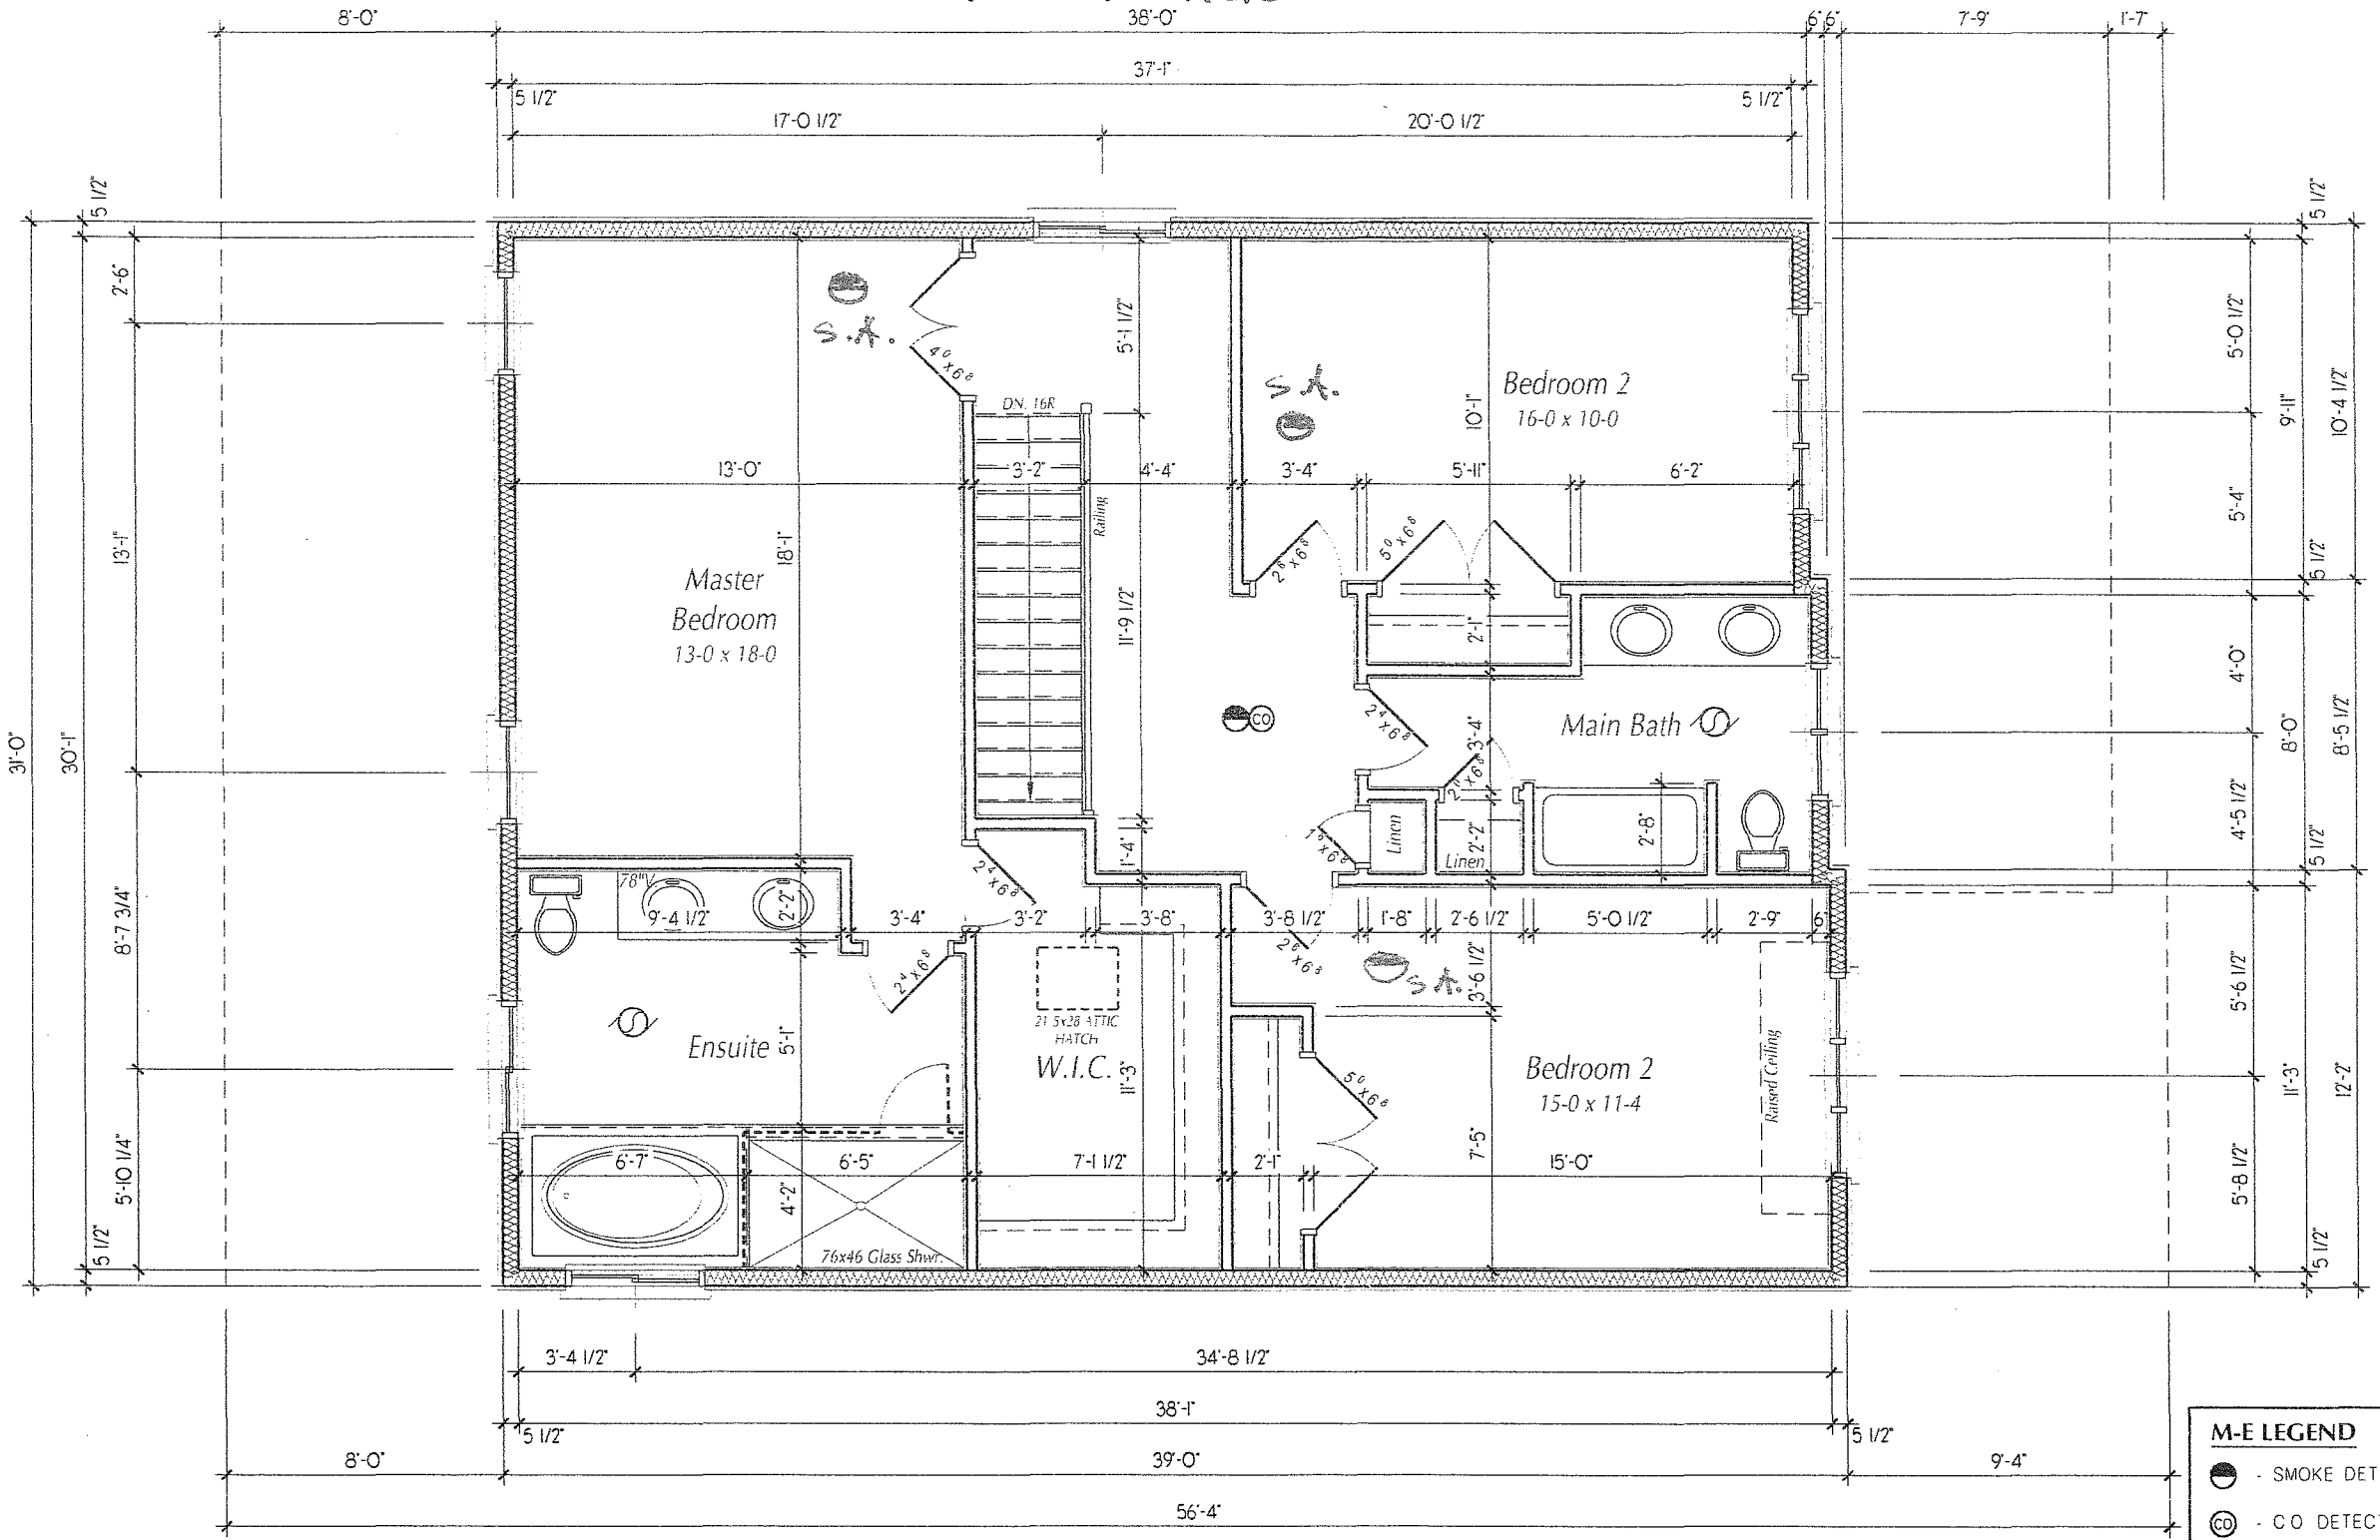 8'-0"
38'-0"
6" 6"
7'-9"
1'-7"
37'-1"
5 1/2"
5 1/2"
17'-0 1/2"
20'-0 1/2"
5 1/2"
5 1/2"
2'-6"
S.A.
4⁰x6⁸
5'-1 1/2"
5'-0 1/2"
S.A.
Bedroom 2
16-0 x 10-0
DN. 16R
10'-1"
9'-11"
10'-4 1/2"
13'-0"
3'-2"
4'-4"
3'-4"
5'-11"
6'-2"
Railing
5'-4"
13'-1"
18'-1"
2⁶x6⁸
5⁰x6⁸
5 1/2"
Master
Bedroom
13-0 x 18-0
11'-9 1/2"
2'-1"
4'-0"
31'-0"
30'-1"
CO
2⁴x6⁸
Main Bath
3'-4"
8'-0"
8'-5 1/2"
1⁶x6⁸
Linen
Linen
2'-2"
2'-8"
4'-5 1/2"
1'-4"
5 1/2"
2⁴x6⁸
78"V
9'-4 1/2"
2'-2"
3'-4"
3'-2"
3'-8"
3'-8 1/2"
1'-8"
2'-6 1/2"
5'-0 1/2"
2'-9"
6"
8'-7 3/4"
2⁴x6⁸
2⁶x6⁸
S.A.
3'-6 1/2"
5'-6 1/2"
21.5x28 ATTIC
HATCH
Ensuite
5'-1"
W.I.C.
11'-3"
Bedroom 2
15-0 x 11-4
Raised Ceiling
5⁰x6⁸
11'-3"
12'-2"
5'-10 1/4"
6'-7"
6'-5"
7'-1 1/2"
2'-1"
7'-5"
15'-0"
5'-8 1/2"
4'-2"
76x46 Glass Shwr.
5 1/2"
5 1/2"
3'-4 1/2"
34'-8 1/2"
38'-1"
5 1/2"
5 1/2"
8'-0"
39'-0"
9'-4"
56'-4"
M-E LEGEND
- SMOKE DET
CO - CO DETEC